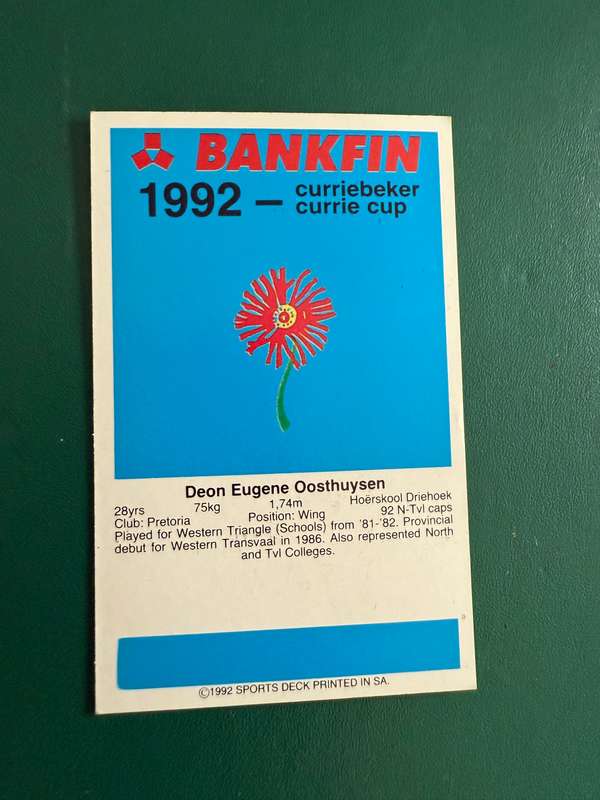 BANKFIN
1992 – curriebeker
currie cup
Deon Eugene Oosthuysen
28yrs 75kg 1,74m Hoërskool Driehoek
Club: Pretoria Position: Wing 92 N-Tvl caps
Played for Western Triangle (Schools) from '81-'82. Provincial
debut for Western Transvaal in 1986. Also represented North
and Tvl Colleges.
©1992 SPORTS DECK PRINTED IN SA.